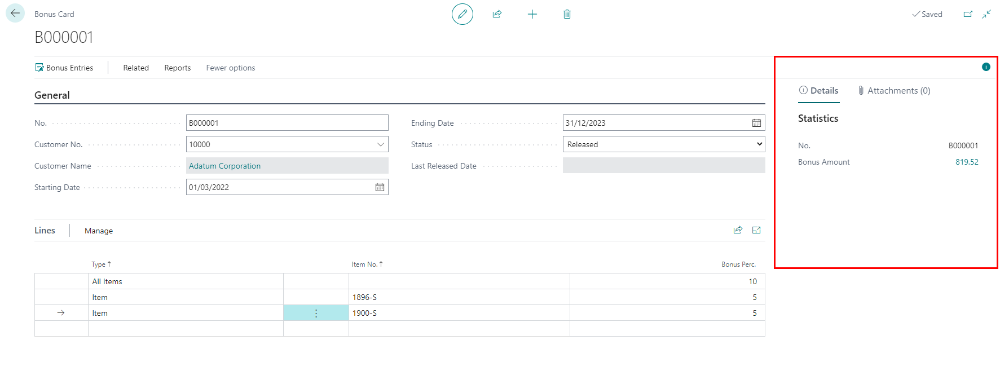 Bonus Card
Saved
B000001
Bonus Entries Related Reports Fewer options
Details Attachments (0)
General
Statistics
No. B000001
Customer No. 10000
Customer Name Adatum Corporation
Starting Date 01/03/2022
Ending Date 31/12/2023
Status Released
Last Released Date
No. B000001
Bonus Amount 819.52
Lines Manage
Type Item No. Bonus Perc.
All Items 10
Item 1896-S 5
Item 1900-S 5